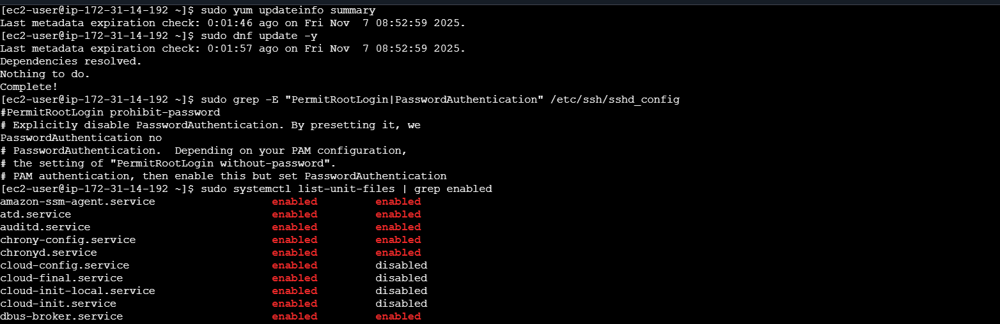 [ec2-user@ip-172-31-14-192 ~]$ sudo yum updateinfo summary
Last metadata expiration check: 0:01:46 ago on Fri Nov  7 08:52:59 2025.
[ec2-user@ip-172-31-14-192 ~]$ sudo dnf update -y
Last metadata expiration check: 0:01:57 ago on Fri Nov  7 08:52:59 2025.
Dependencies resolved.
Nothing to do.
Complete!
[ec2-user@ip-172-31-14-192 ~]$ sudo grep -E "PermitRootLogin|PasswordAuthentication" /etc/ssh/sshd_config
#PermitRootLogin prohibit-password
# Explicitly disable PasswordAuthentication. By presetting it, we
PasswordAuthentication no
# PasswordAuthentication.  Depending on your PAM configuration,
# the setting of "PermitRootLogin without-password".
# PAM authentication, then enable this but set PasswordAuthentication
[ec2-user@ip-172-31-14-192 ~]$ sudo systemctl list-unit-files | grep enabled
amazon-ssm-agent.service                  enabled         enabled
atd.service                               enabled         enabled
auditd.service                            enabled         enabled
chrony-config.service                     enabled         enabled
chronyd.service                           enabled         enabled
cloud-config.service                      enabled         disabled
cloud-final.service                       enabled         disabled
cloud-init-local.service                  enabled         disabled
cloud-init.service                        enabled         disabled
dbus-broker.service                       enabled         enabled